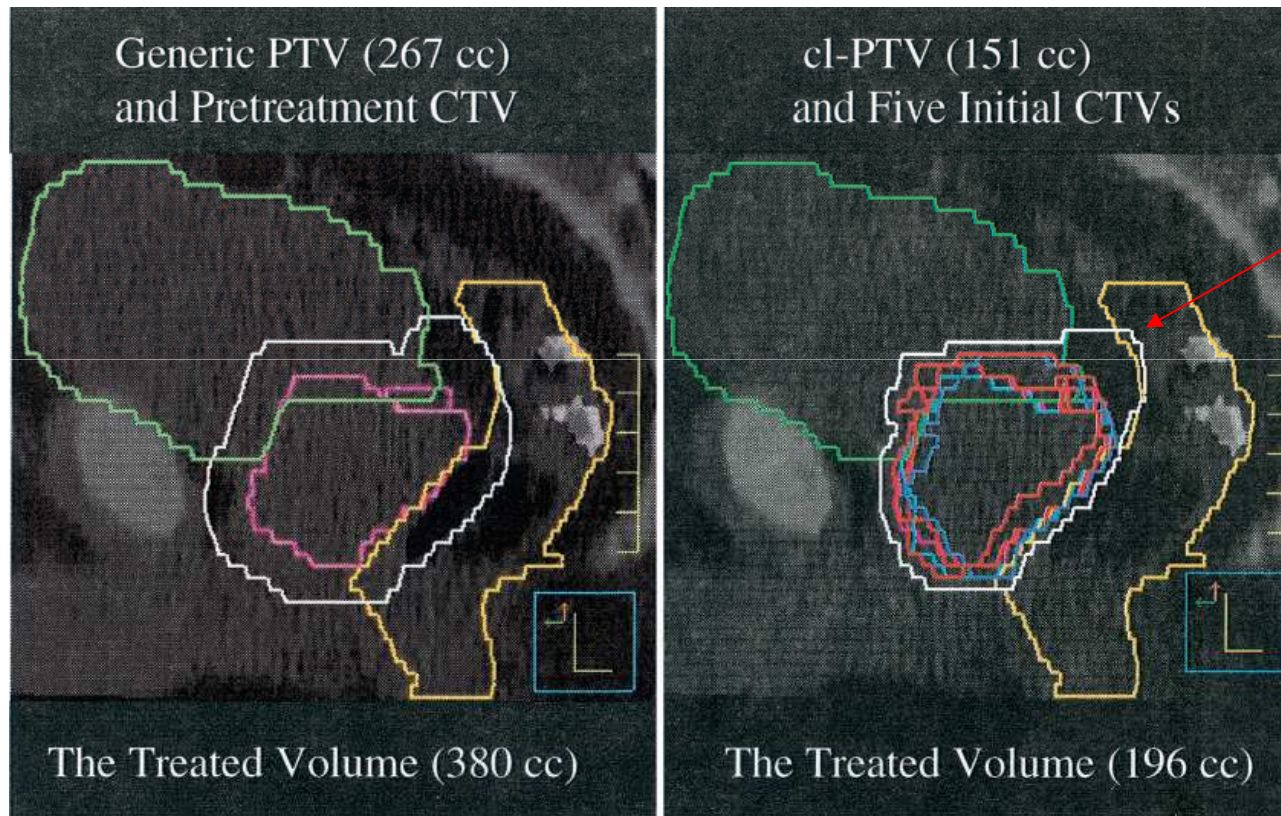 Generic PTV (267 cc)
and Pretreatment CTV
The Treated Volume (380 cc)
cl-PTV (151 cc)
and Five Initial CTVs
The Treated Volume (196 cc)